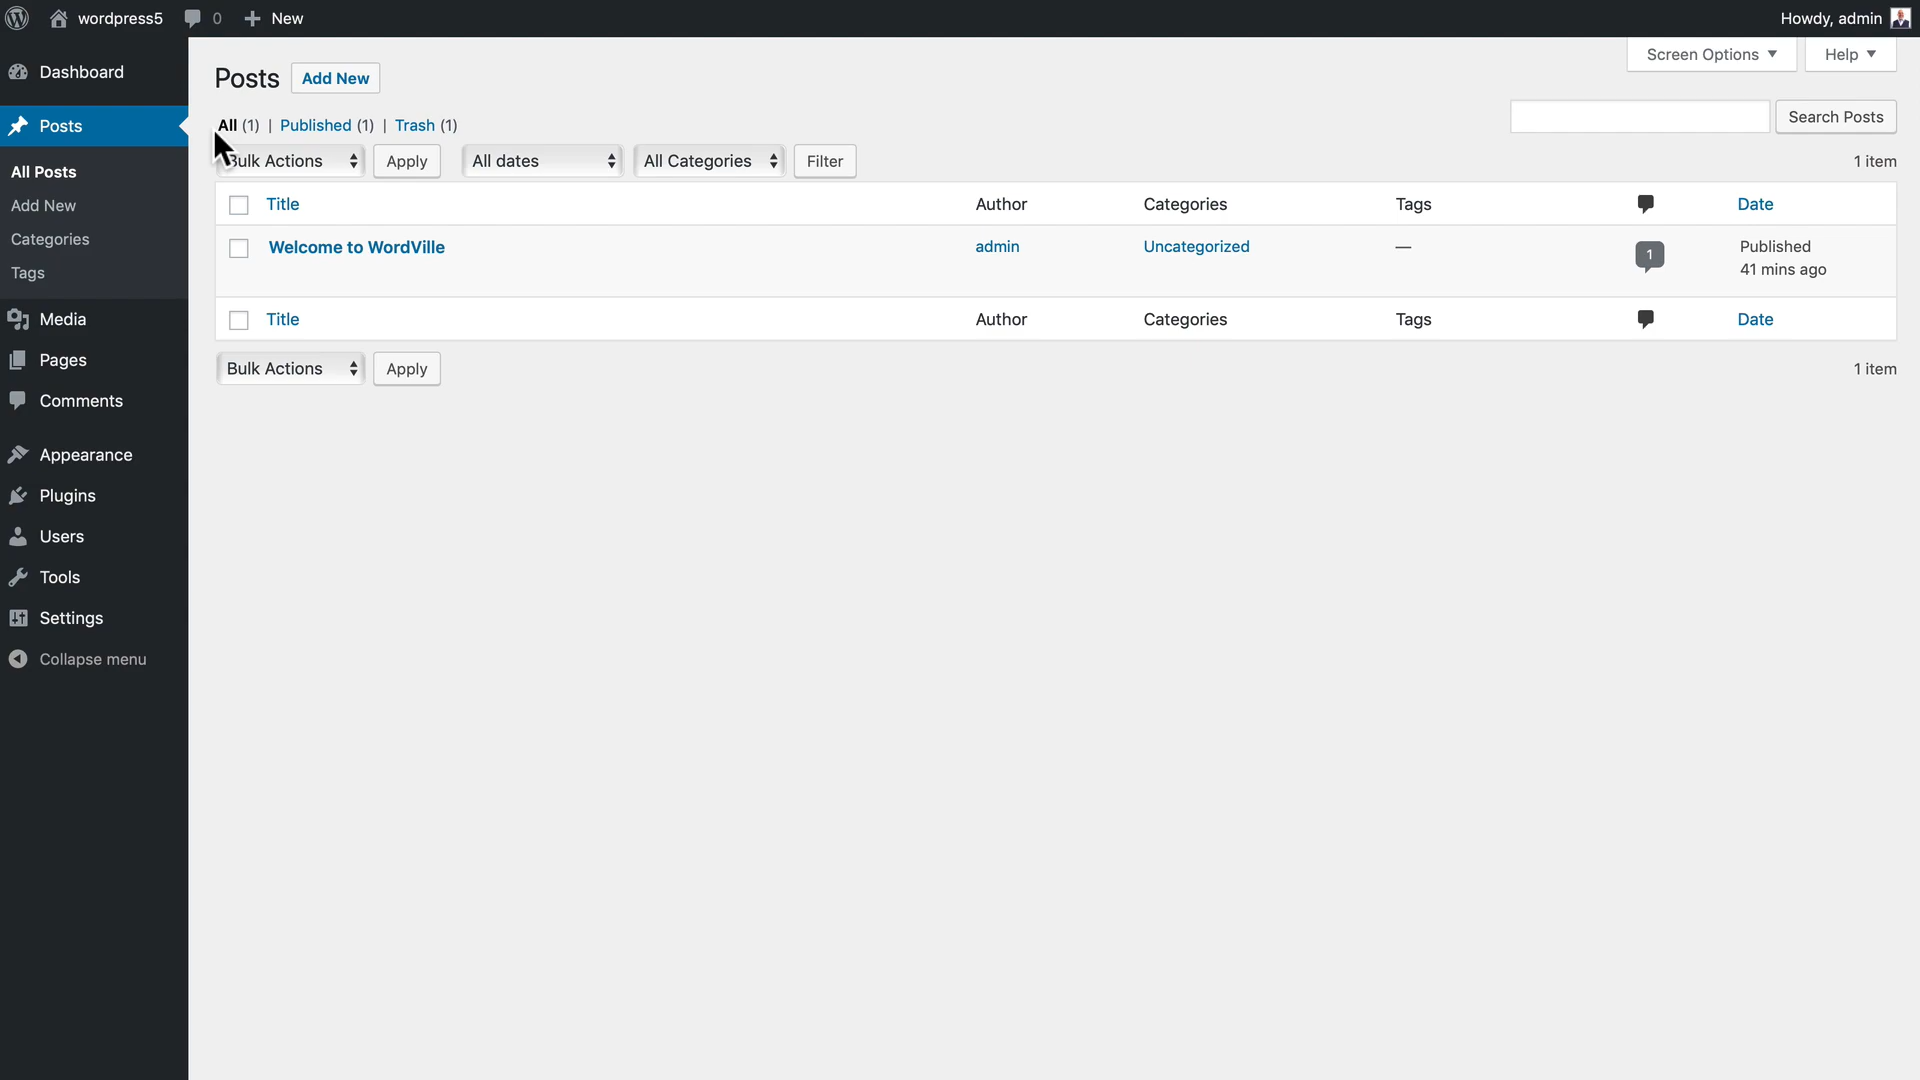 wordpress5 0 New Howdy, admin
Screen Options Help
Dashboard
Posts
All Posts
Add New
Categories
Tags
Media
Pages
Comments
Appearance
Plugins
Users
Tools
Settings
Collapse menu
Posts Add New
All (1) | Published (1) | Trash (1)
Search Posts
Bulk Actions Apply All dates All Categories Filter 1 item
Title Author Categories Tags Date
Welcome to WordVille admin Uncategorized — 1 Published
41 mins ago
Title Author Categories Tags Date
Bulk Actions Apply 1 item